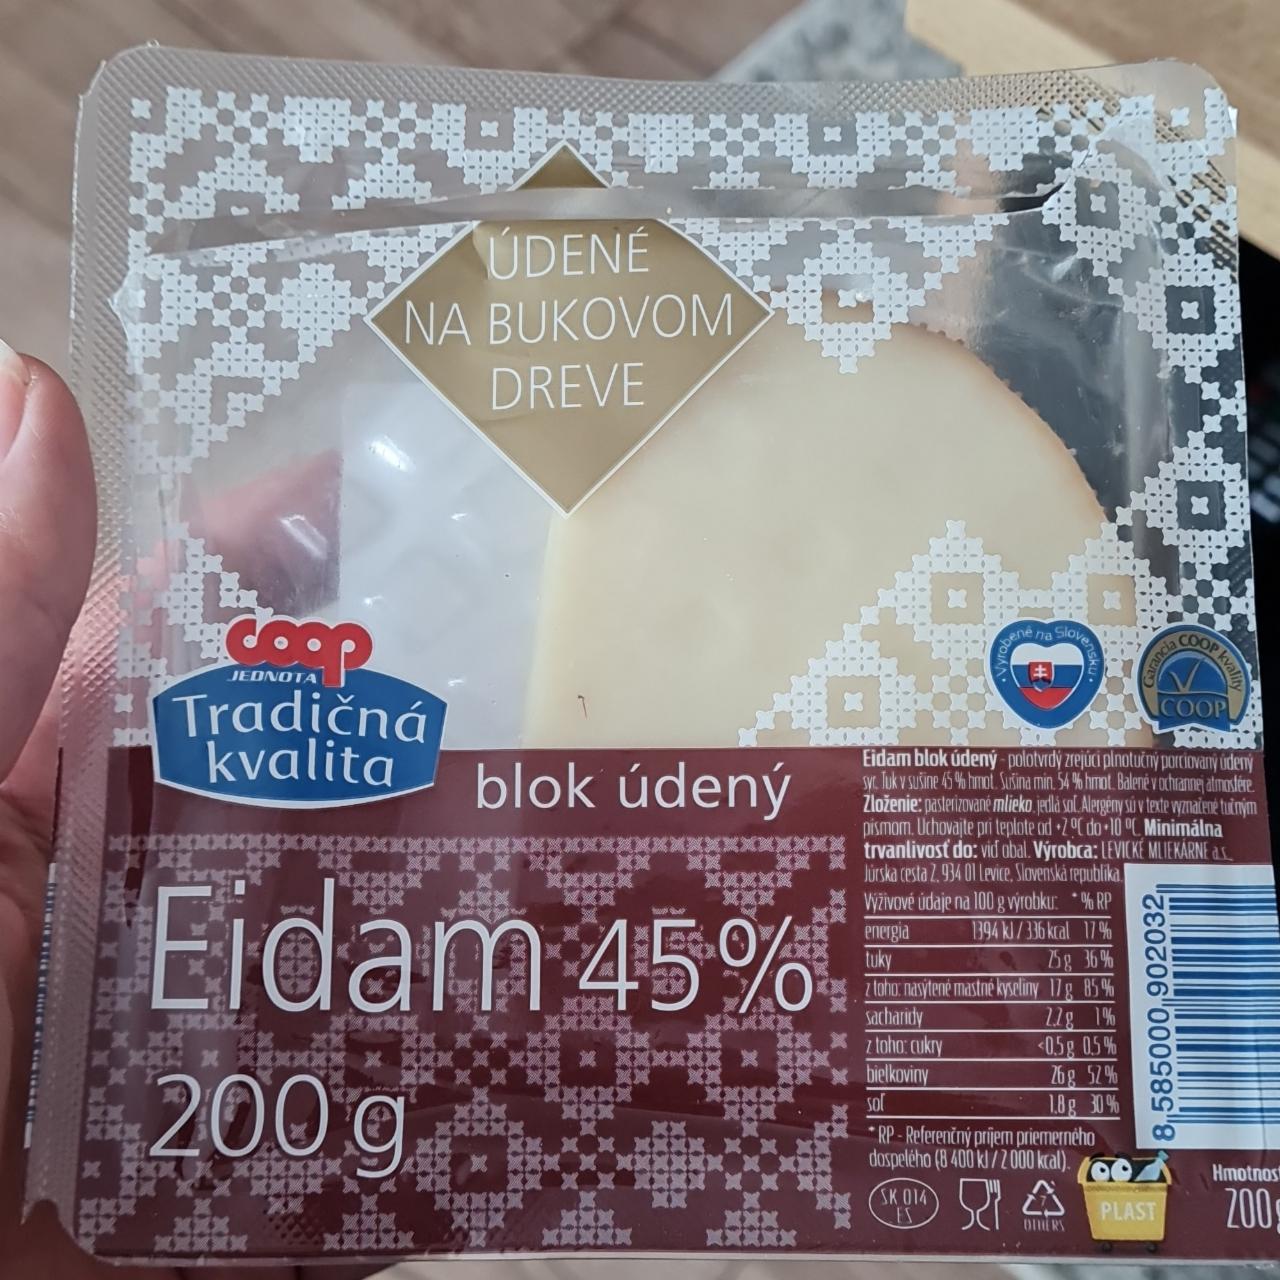 ÚDENÉ
NA BUKOVOM
DREVE
coop
JEDNOTA
Tradičná
kvalita
Vyrobené na Slovensku
Garancia COOP kvality
COOP
blok údený
Eidam 45%
200 g
Eidam blok údený - polotvrdý zrejúci plnotučný porciovaný údený
syr. Tuk v sušine 45 % hmot. Sušina min. 54 % hmot. Balené v ochrannej atmosfére.
Zloženie: pasterizované mlieko, jedlá soľ. Alergény sú v texte vyznačené tučným
písmom. Uchovajte pri teplote od +2 °C do +10 °C. Minimálna
trvanlivosť do: viď obal. Výrobca: LEVICKÉ MLIEKÁRNE a.s.
Júrska cesta 2, 934 01 Levice, Slovenská republika.
Výživové údaje na 100 g výrobku: * % RP
energia 1394 kJ / 336 kcal 17 %
tuky 25 g 36 %
z toho: nasýtené mastné kyseliny 17 g 85 %
sacharidy 2,2 g 1 %
z toho: cukry <0,5 g 0,5 %
bielkoviny 26 g 52 %
soľ 1,8 g 30 %
* RP - Referenčný príjem priemerného
dospelého (8 400 kJ / 2 000 kcal).
8 585000 902032
SK 014
ES
7
OTHERS
PLAST
Hmotnosť
200 g